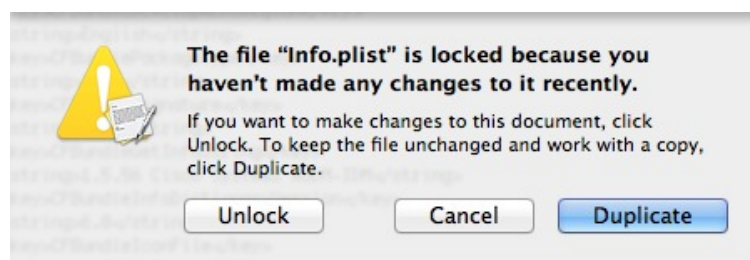 The file “Info.plist” is locked because you
haven't made any changes to it recently.
If you want to make changes to this document, click
Unlock. To keep the file unchanged and work with a copy,
click Duplicate.
Unlock Cancel Duplicate